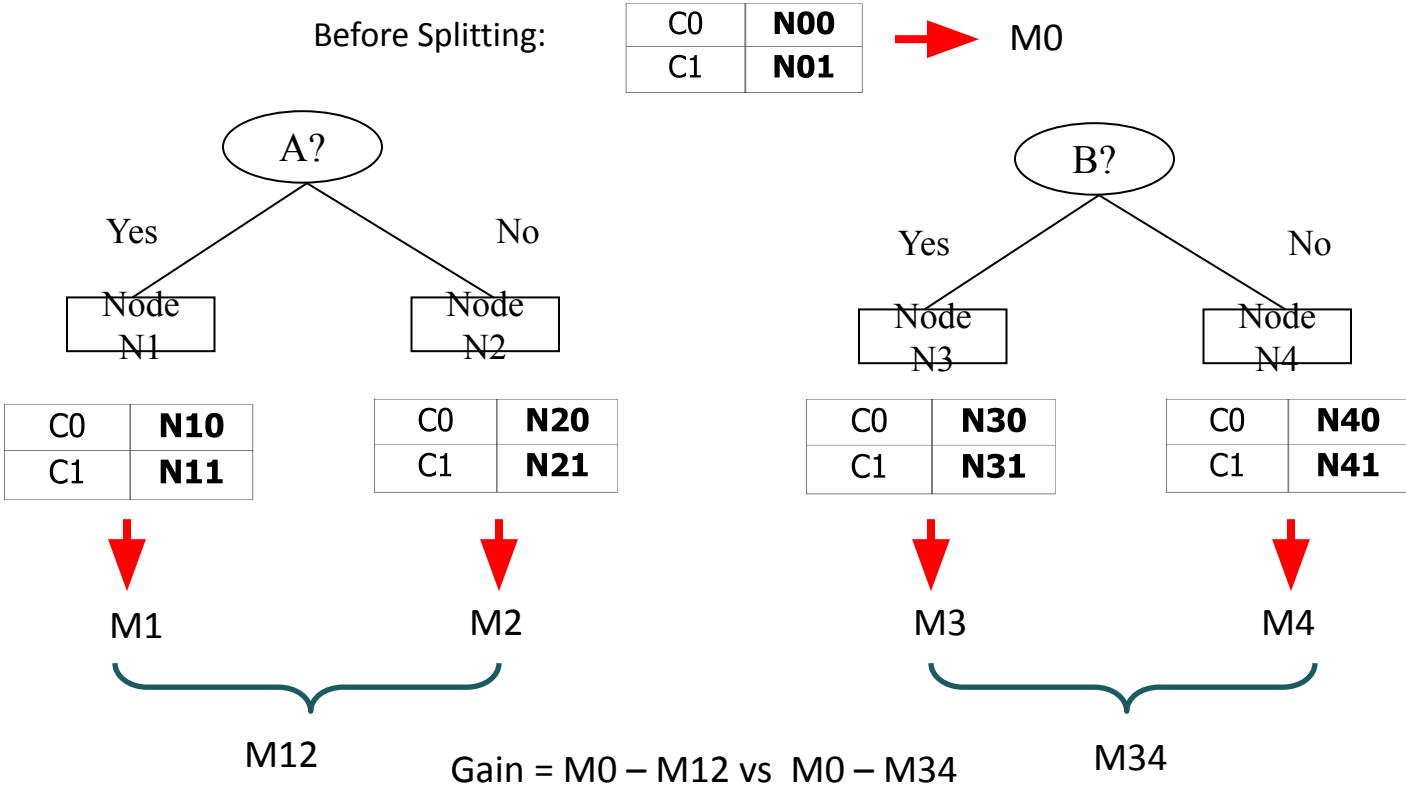 Before Splitting:
C0 N00
C1 N01
M0
A?
Yes
No
Node
N1
Node
N2
C0 N10
C1 N11
C0 N20
C1 N21
M1
M2
M12
B?
Yes
No
Node
N3
Node
N4
C0 N30
C1 N31
C0 N40
C1 N41
M3
M4
M34
Gain = M0 – M12 vs M0 – M34